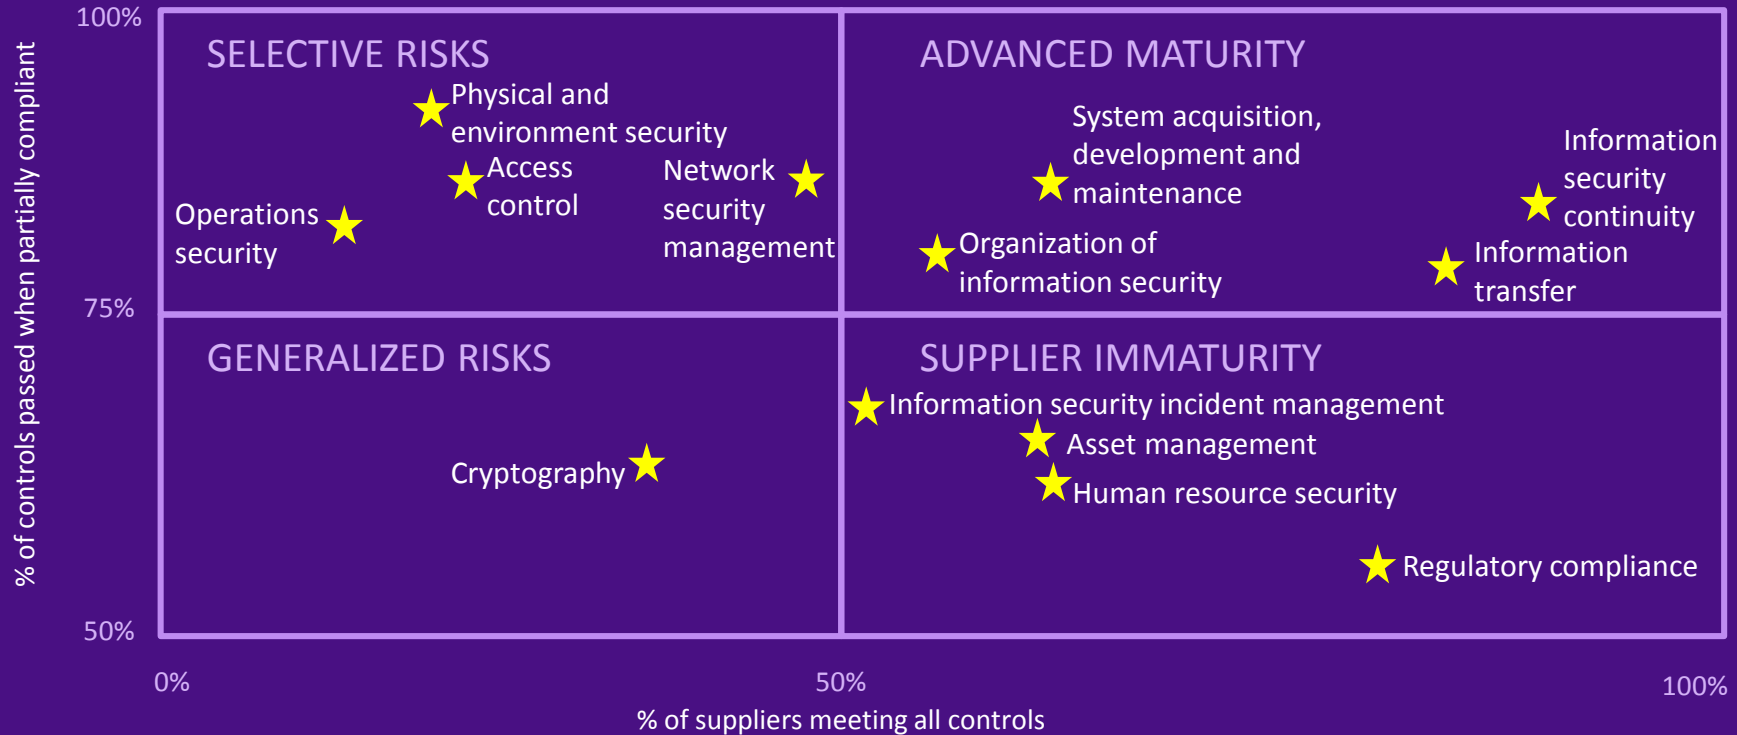 100%
SELECTIVE RISKS
ADVANCED MATURITY
% of controls passed when partially compliant
Physical and
environment security
Access
control
Network
security
management
Operations
security
System acquisition,
development and
maintenance
Information
security
continuity
Organization of
information security
Information
transfer
75%
GENERALIZED RISKS
SUPPLIER IMMATURITY
Information security incident management
Asset management
Cryptography
Human resource security
Regulatory compliance
50%
0%
50%
100%
% of suppliers meeting all controls